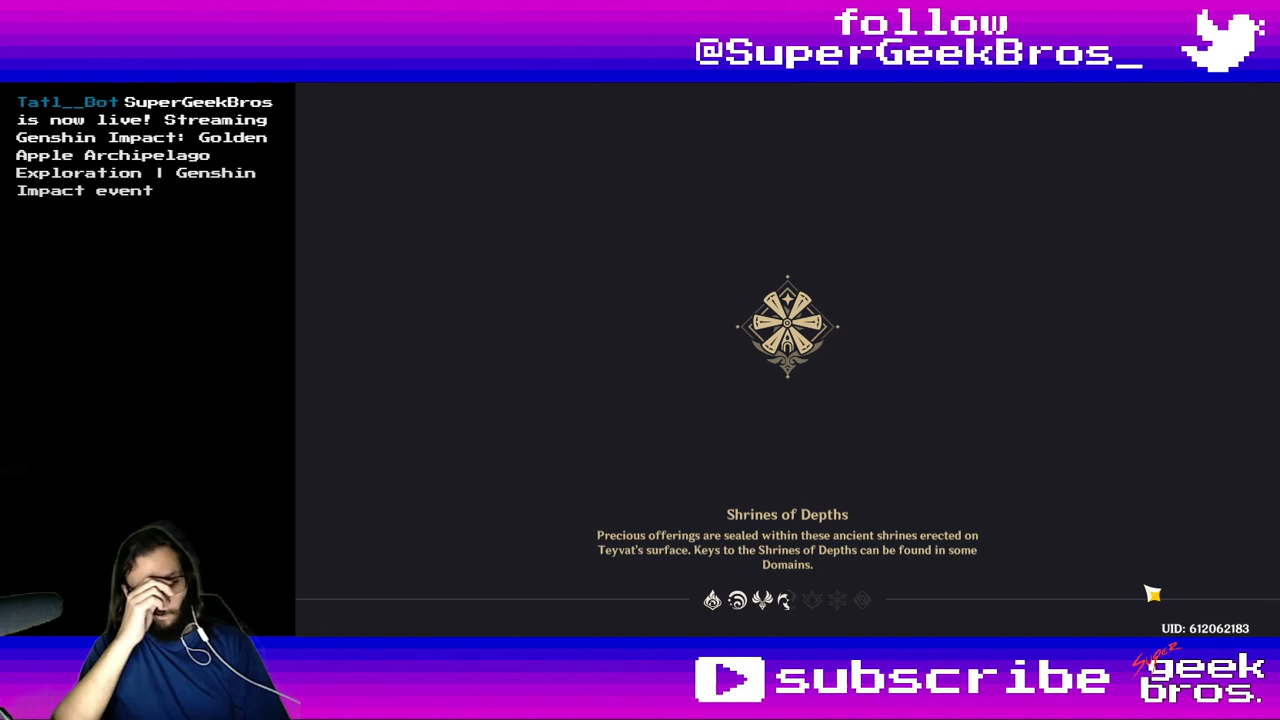 follow
@SuperGeekBros_
Tatl__Bot SuperGeekBros
is now live! Streaming
Genshin Impact: Golden
Apple Archipelago
Exploration | Genshin
Impact event
Shrines of Depths
Precious offerings are sealed within these ancient shrines erected on
Teyvat's surface. Keys to the Shrines of Depths can be found in some
Domains.
UID: 612062183
subscribe
SUPER
geek
bros.